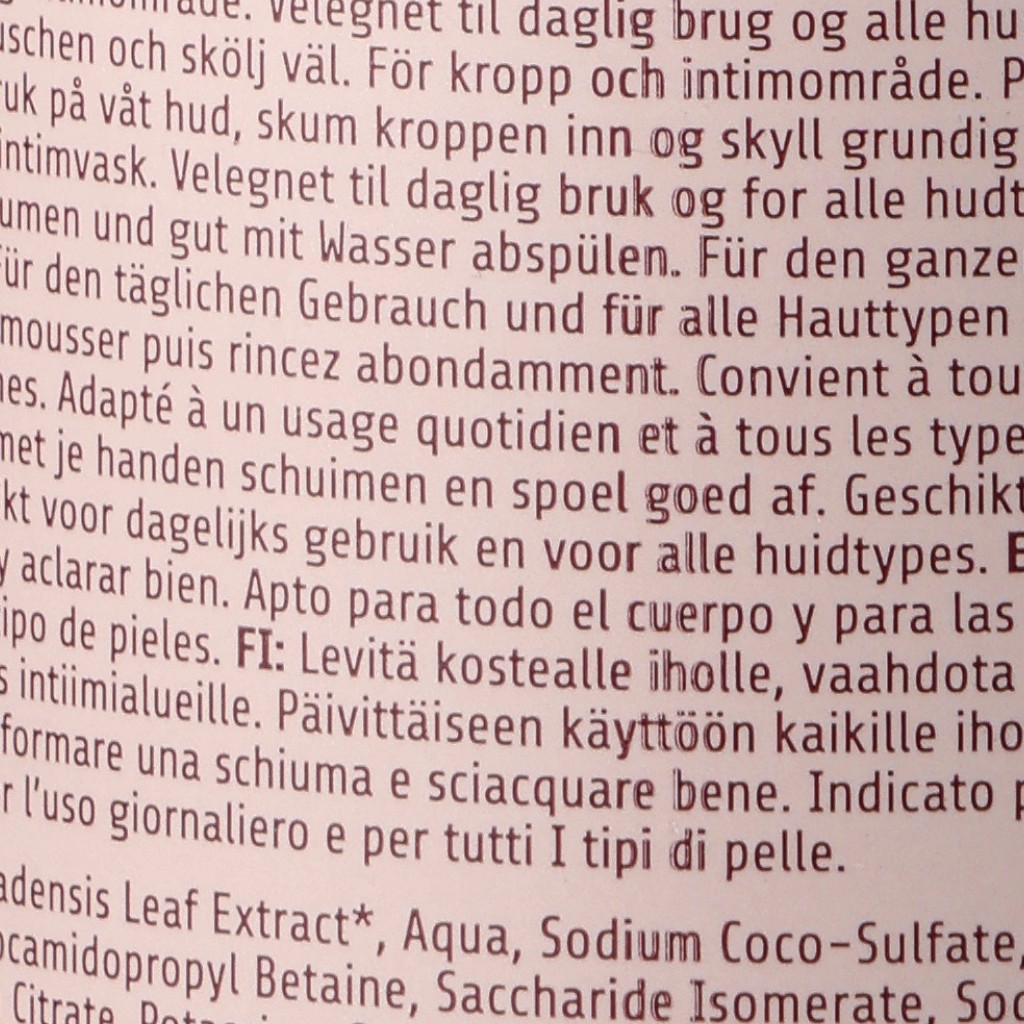 Velegnet til daglig brug og alle hu
uschen och skölj väl. För kropp och intimområde. P
ruk på våt hud, skum kroppen inn og skyll grundig
intimvask. Velegnet til daglig bruk og for alle hudt
umen und gut mit Wasser abspülen. Für den ganze
für den täglichen Gebrauch und für alle Hauttypen
mousser puis rincez abondamment. Convient à tou
nes. Adapté à un usage quotidien et à tous les type
met je handen schuimen en spoel goed af. Geschikt
kt voor dagelijks gebruik en voor alle huidtypes. E
y aclarar bien. Apto para todo el cuerpo y para las
tipo de pieles. FI: Levitä kostealle iholle, vaahdota
s intiimialueille. Päivittäiseen käyttöön kaikille iho
formare una schiuma e sciacquare bene. Indicato p
r l'uso giornaliero e per tutti I tipi di pelle.
adensis Leaf Extract*, Aqua, Sodium Coco-Sulfate,
ocamidopropyl Betaine, Saccharide Isomerate, Sod
Citrate,